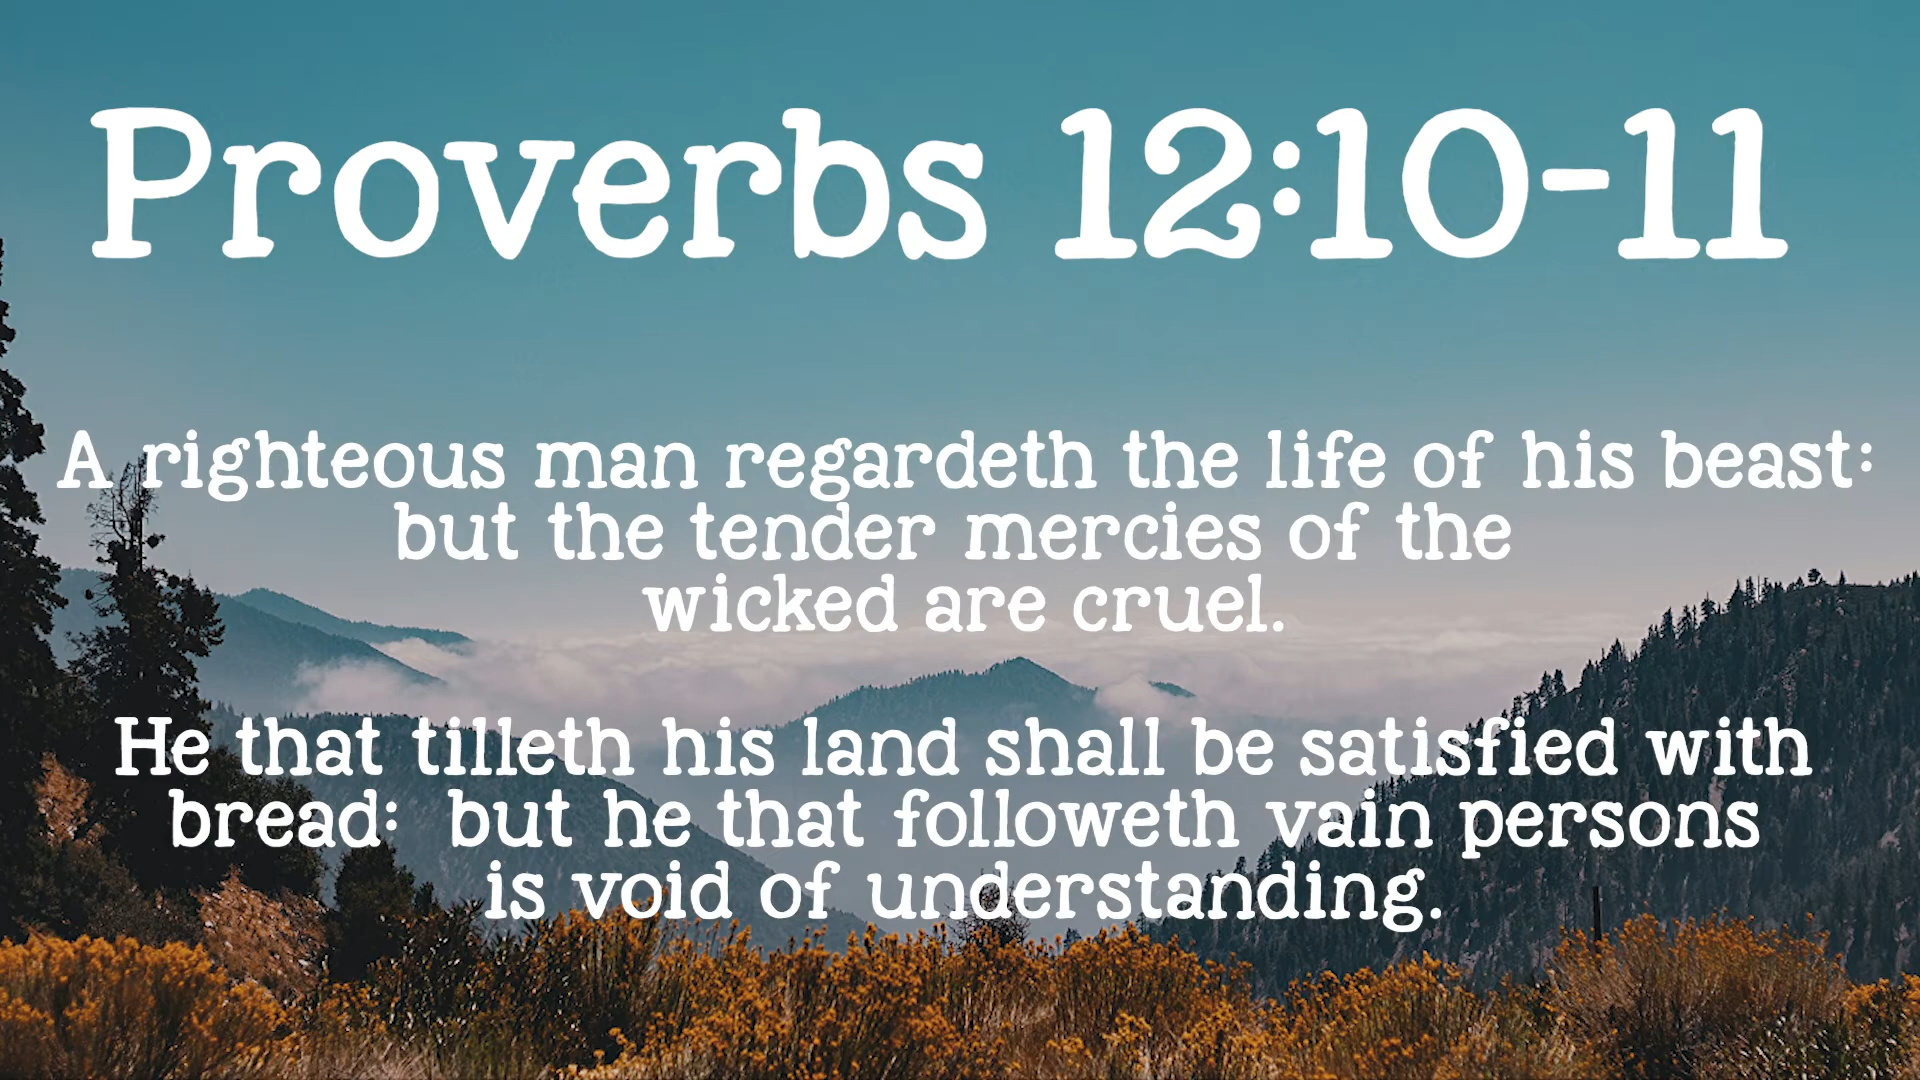 Proverbs 12:10-11
A righteous man regardeth the life of his beast:
but the tender mercies of the
wicked are cruel.
He that tilleth his land shall be satisfied with
bread: but he that followeth vain persons
is void of understanding.